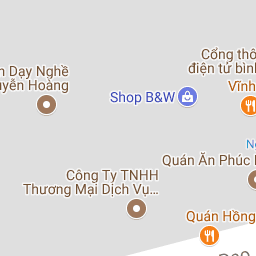 Cổng thô
điện tử bìn
n Dạy Nghề
uyễn Hoàng
Vĩnh
Shop B&W
Quán Ăn Phúc
Công Ty TNHH
Thương Mại Dịch Vụ...
Quán Hồng